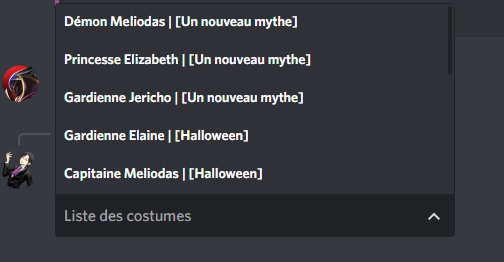 Démon Meliodas | [Un nouveau mythe]
Princesse Elizabeth | [Un nouveau mythe]
Gardienne Jericho | [Un nouveau mythe]
Gardienne Elaine | [Halloween]
Capitaine Meliodas | [Halloween]
Liste des costumes